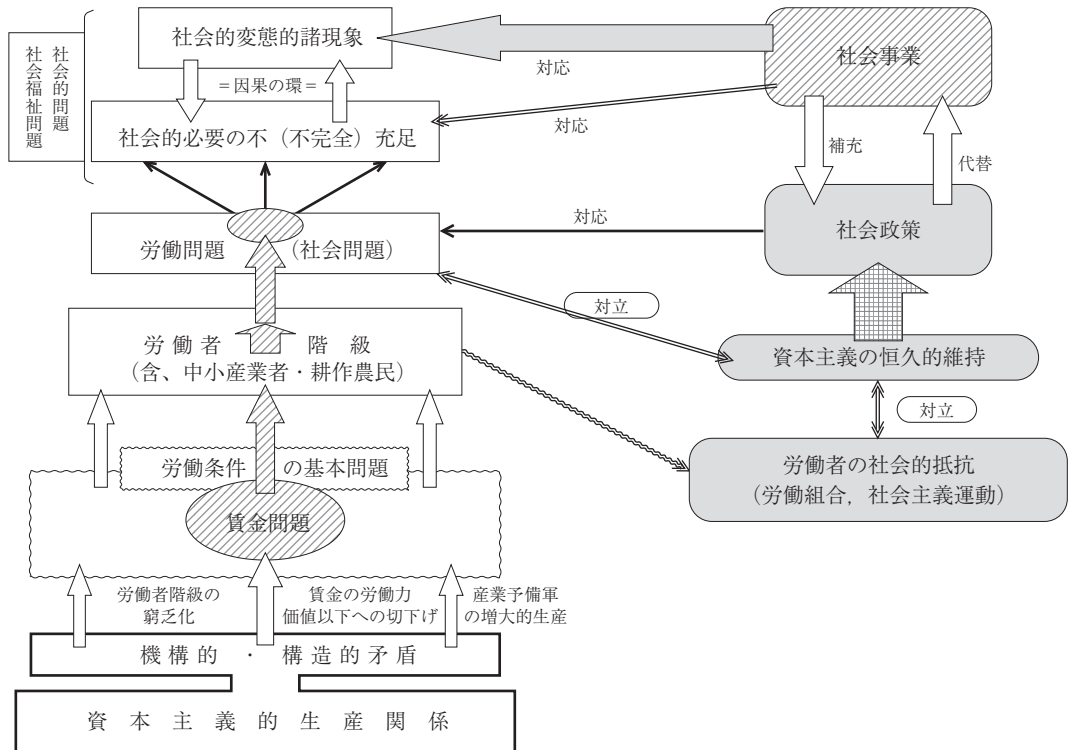 社会的問題
社会福祉問題
社会的変態的諸現象
=因果の環=
社会的必要の不（不完全）充足
対応
対応
社会事業
補充
代替
労働問題（社会問題）
対応
社会政策
対立
労働者階級
（含、中小産業者・耕作農民）
資本主義の恒久的維持
対立
労働条件の基本問題
賃金問題
労働者の社会的抵抗
（労働組合，社会主義運動）
労働者階級の
窮乏化
賃金の労働力
価値以下への切下げ
産業予備軍
の増大的生産
機構的・構造的矛盾
資本主義的生産関係